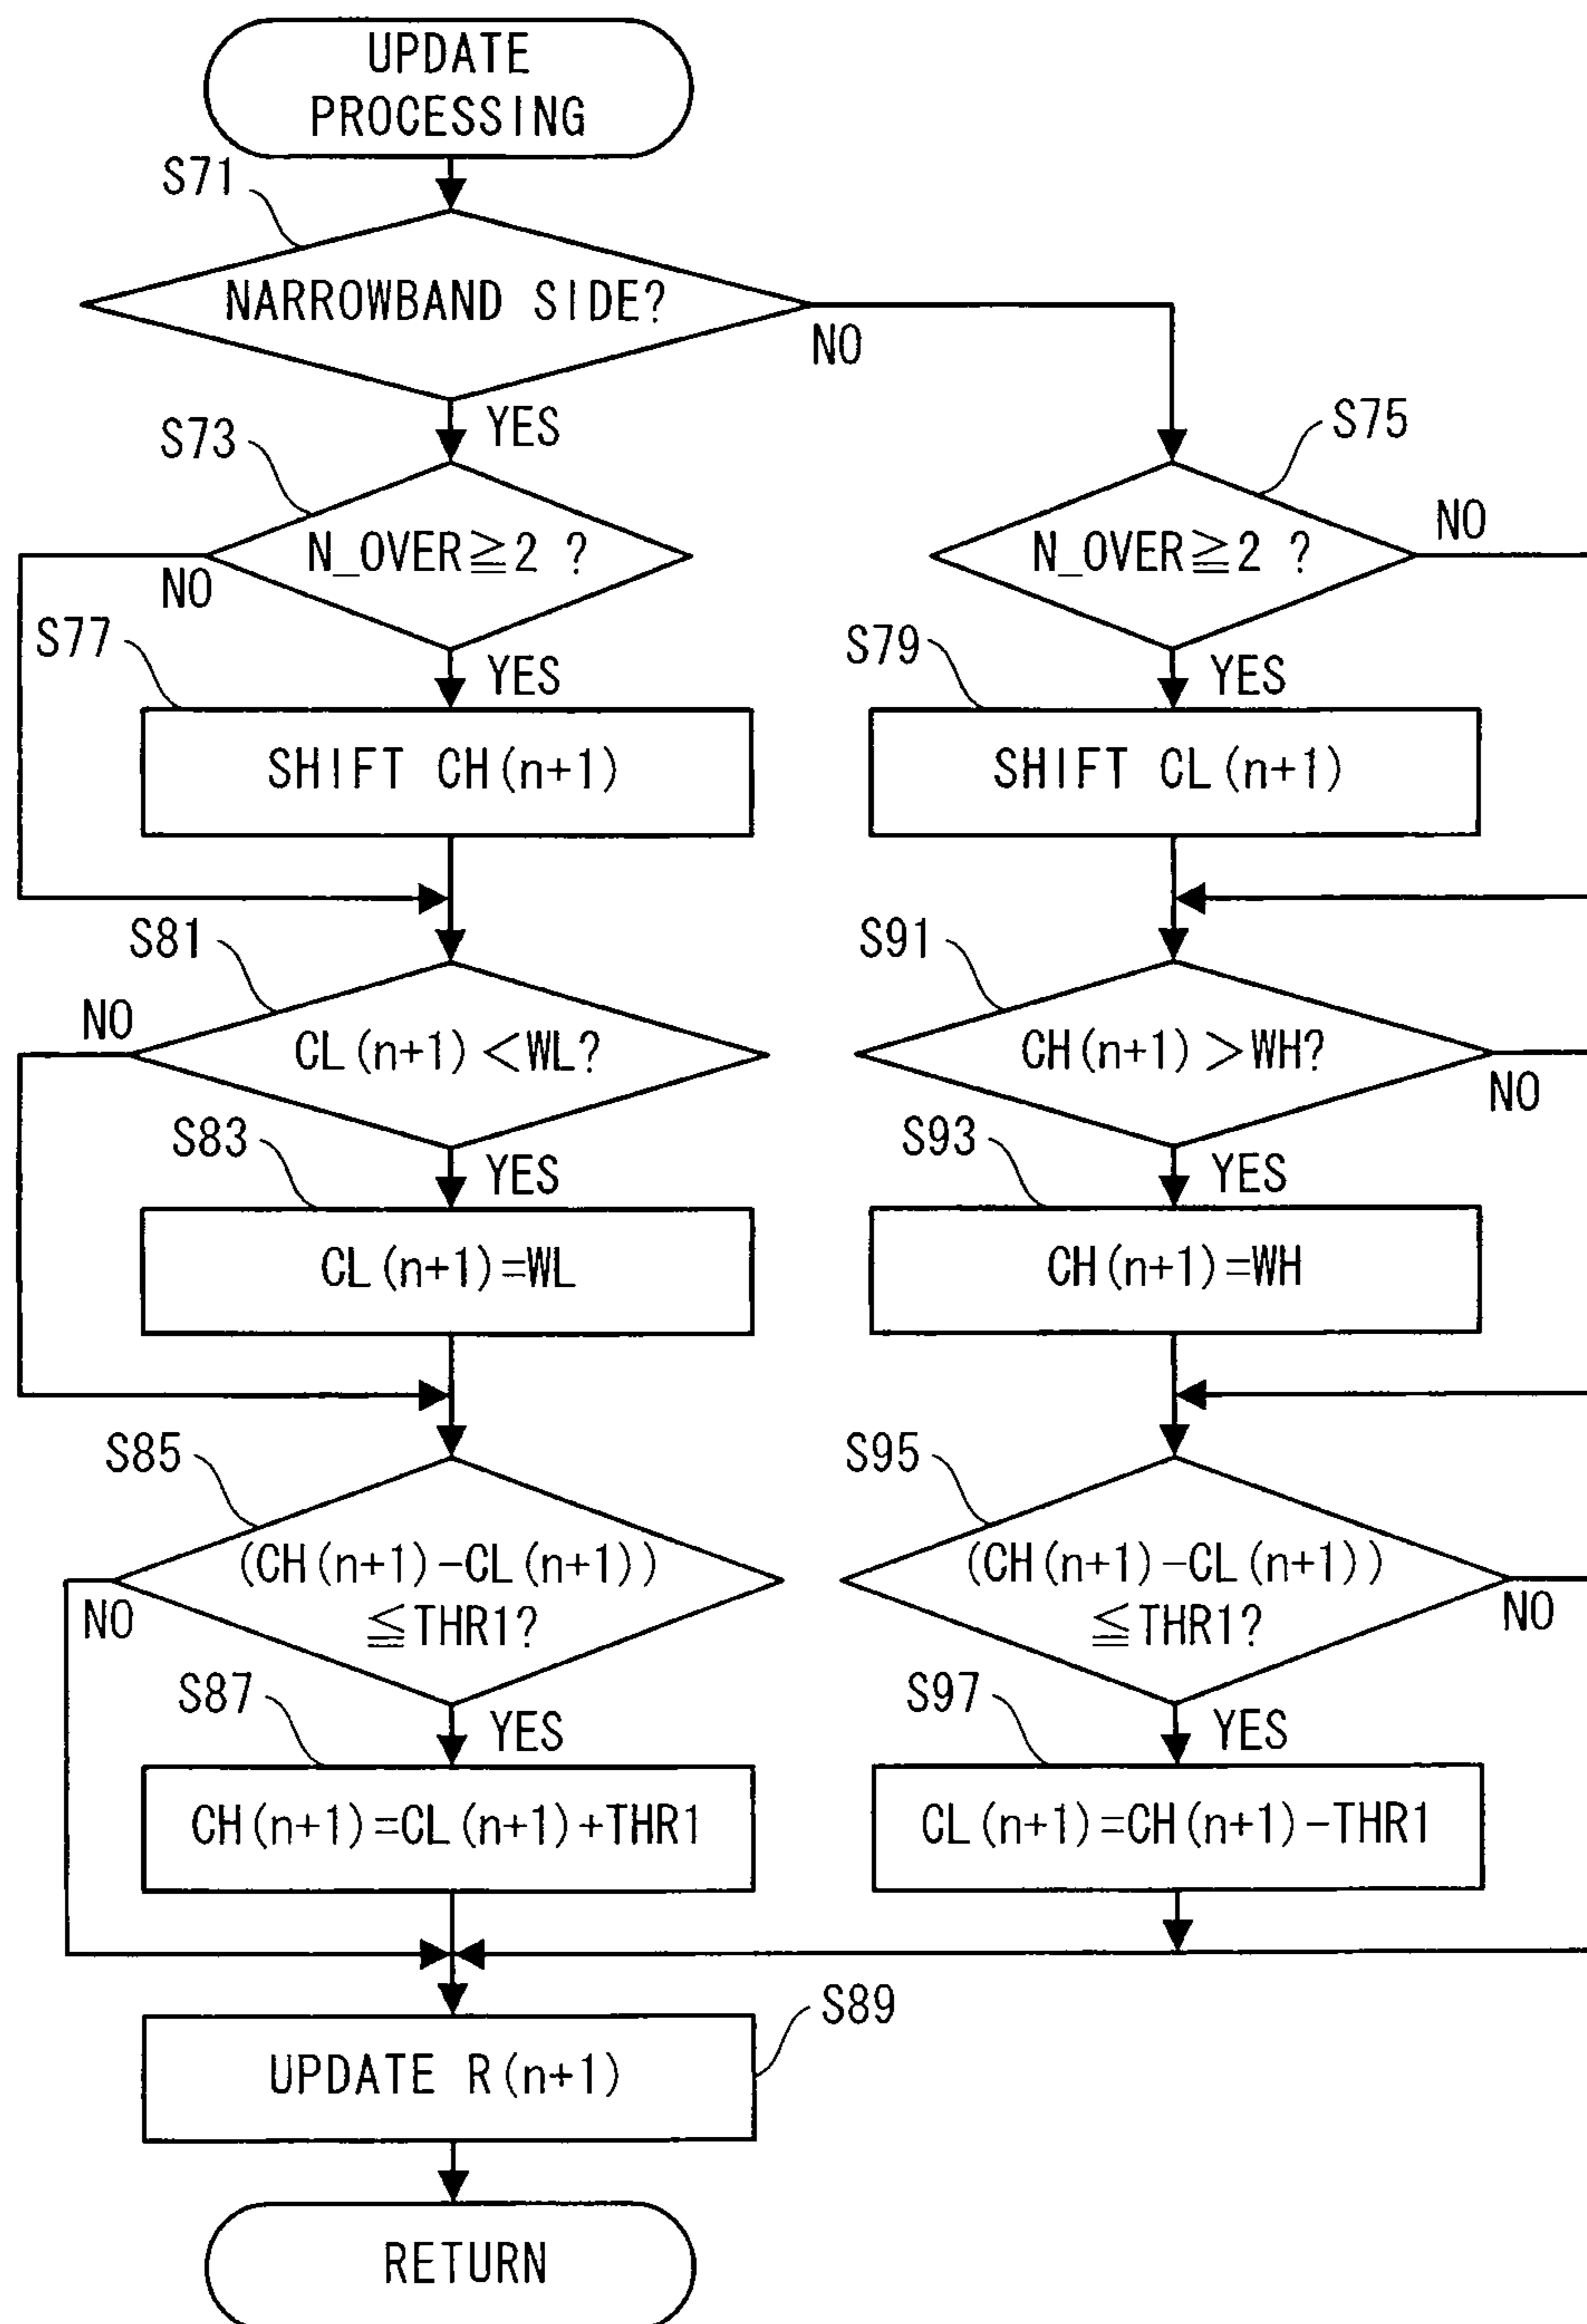 UPDATE
PROCESSING
S71
NARROWBAND SIDE?
NO
YES
S73
N_OVER≧2 ?
NO
YES
S75
N_OVER≧2 ?
NO
YES
S77
SHIFT CH(n+1)
S79
SHIFT CL(n+1)
S81
CL(n+1)<WL?
NO
YES
S91
CH(n+1)>WH?
NO
YES
S83
CL(n+1)=WL
S93
CH(n+1)=WH
S85
(CH(n+1)-CL(n+1))
≦THR1?
NO
YES
S95
(CH(n+1)-CL(n+1))
≦THR1?
NO
YES
S87
CH(n+1)=CL(n+1)+THR1
S97
CL(n+1)=CH(n+1)-THR1
S89
UPDATE R(n+1)
RETURN